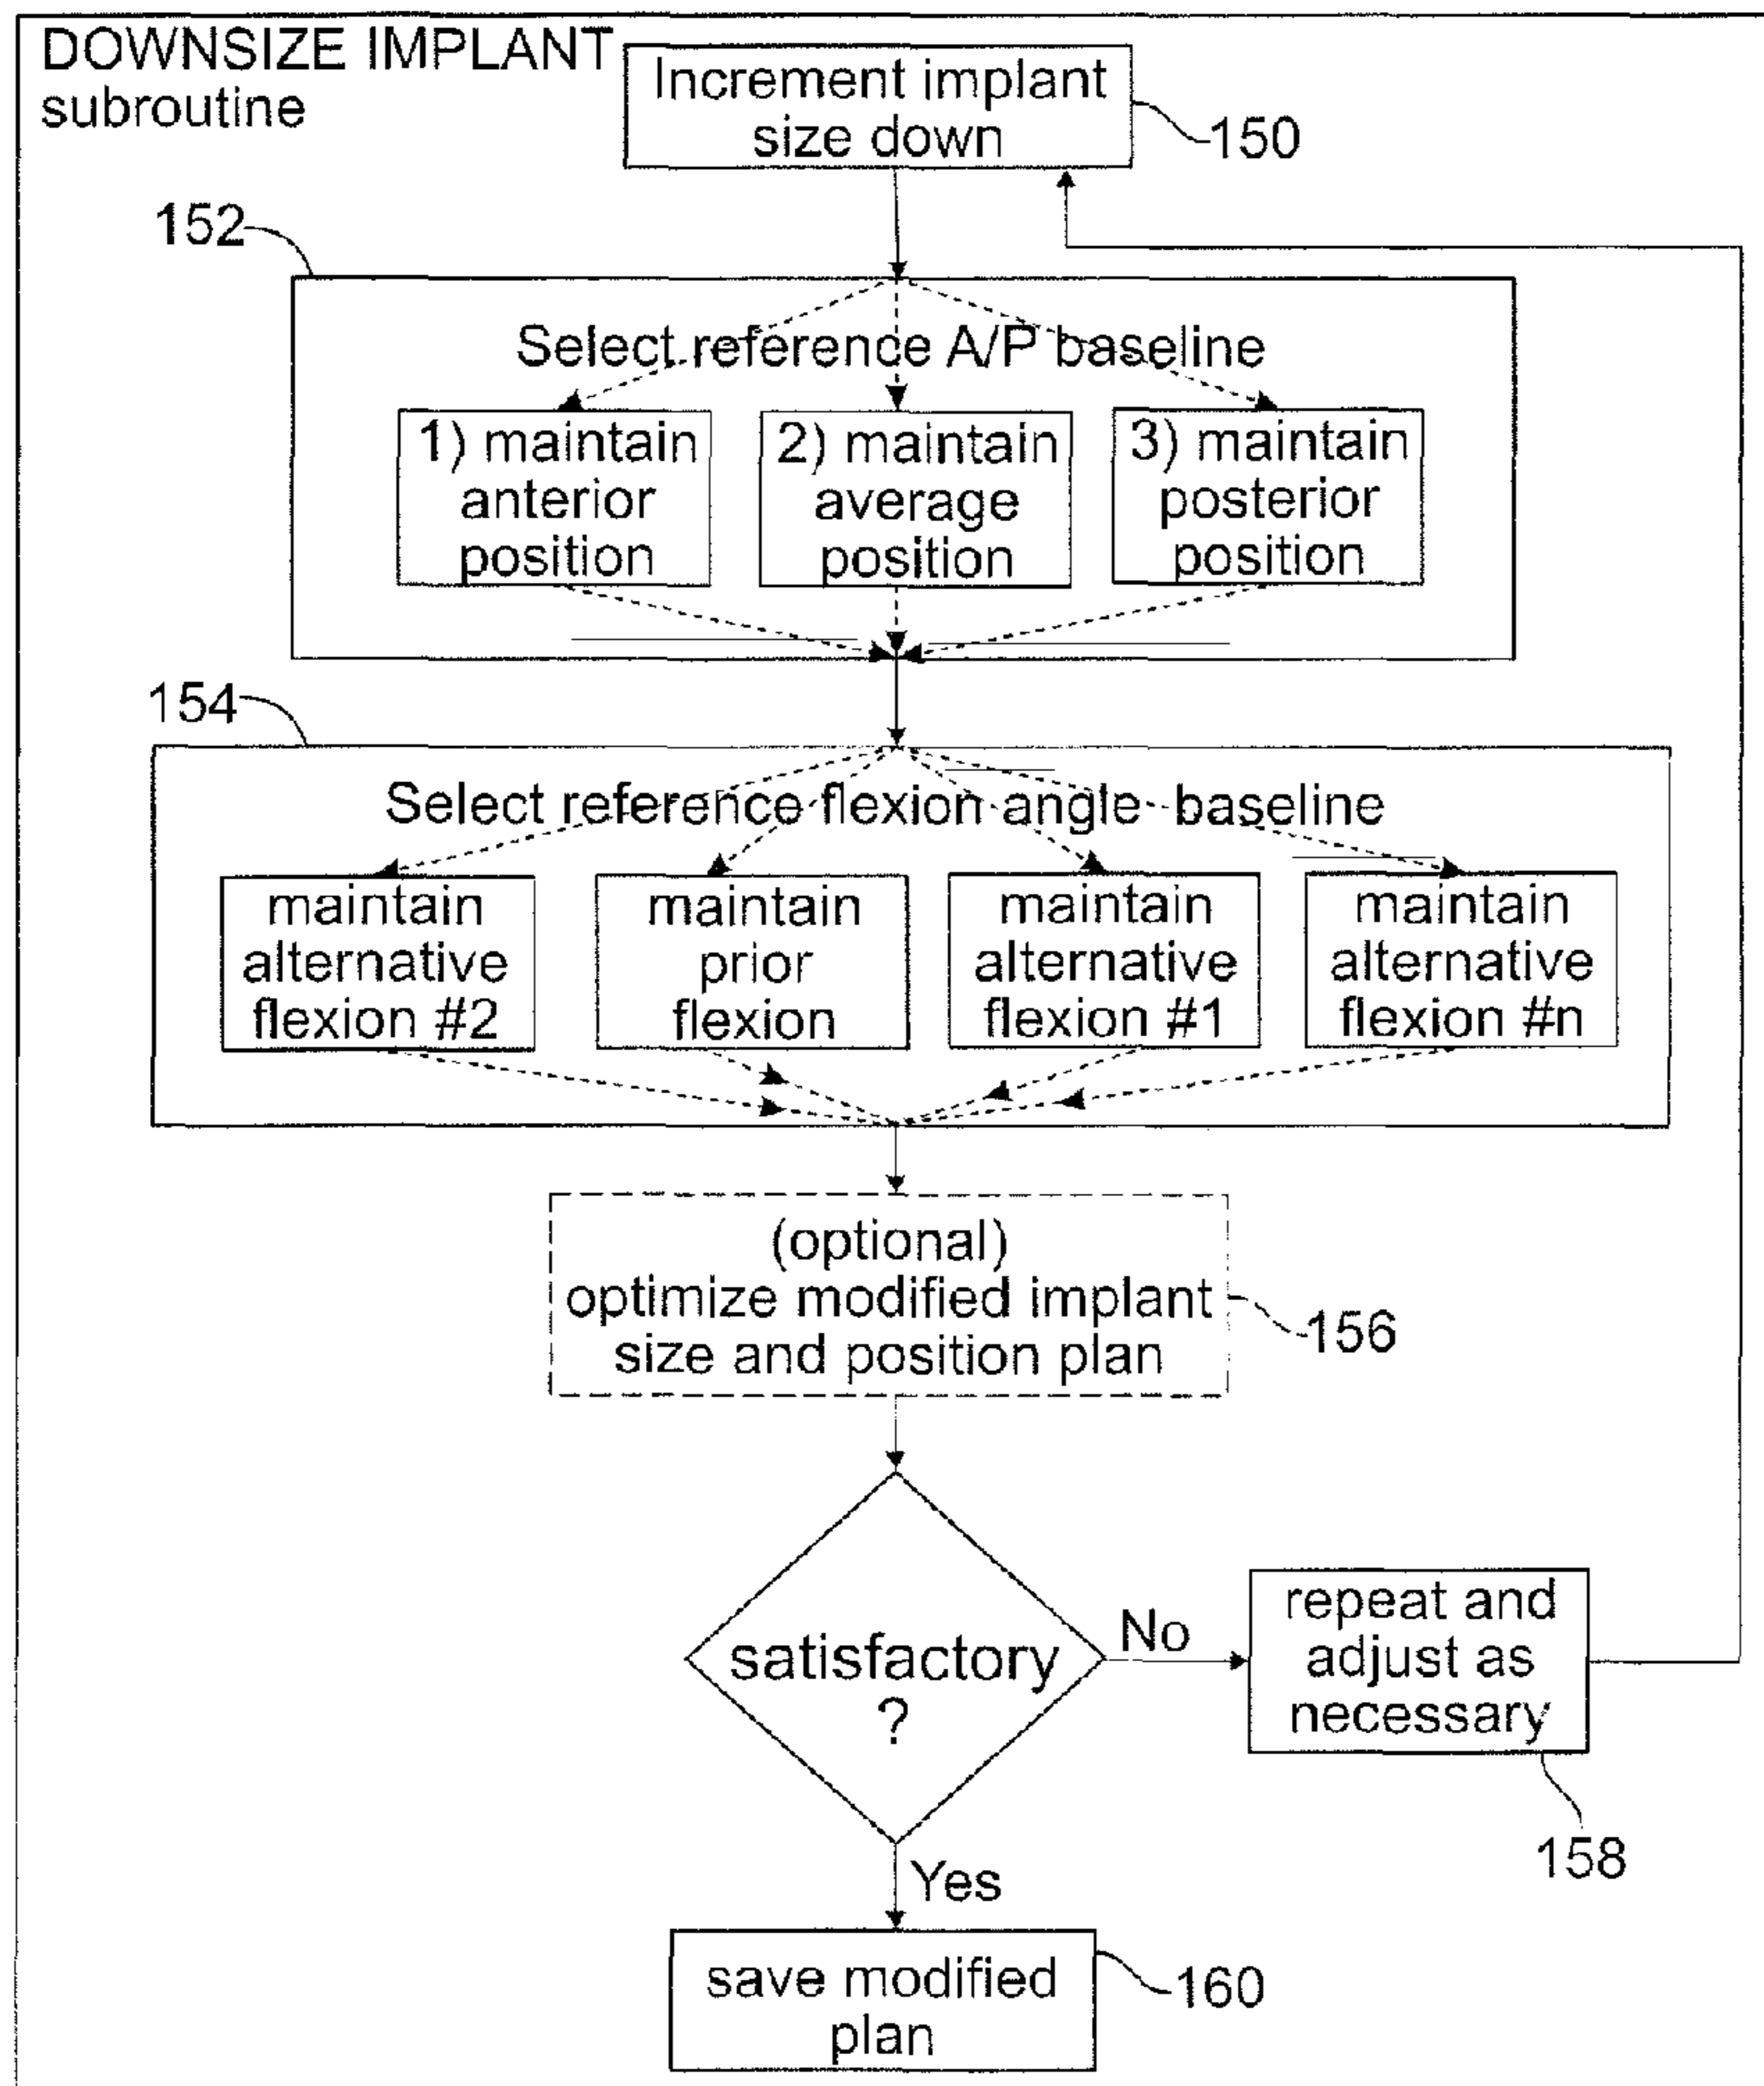 DOWNSIZE IMPLANT
subroutine
Increment implant
size down
150
152
Select reference A/P baseline
1) maintain
anterior
position
2) maintain
average
position
3) maintain
posterior
position
154
Select reference flexion angle baseline
maintain
alternative
flexion #2
maintain
prior
flexion
maintain
alternative
flexion #1
maintain
alternative
flexion #n
(optional)
optimize modified implant
size and position plan
156
satisfactory
?
No
repeat and
adjust as
necessary
158
Yes
save modified
plan
160